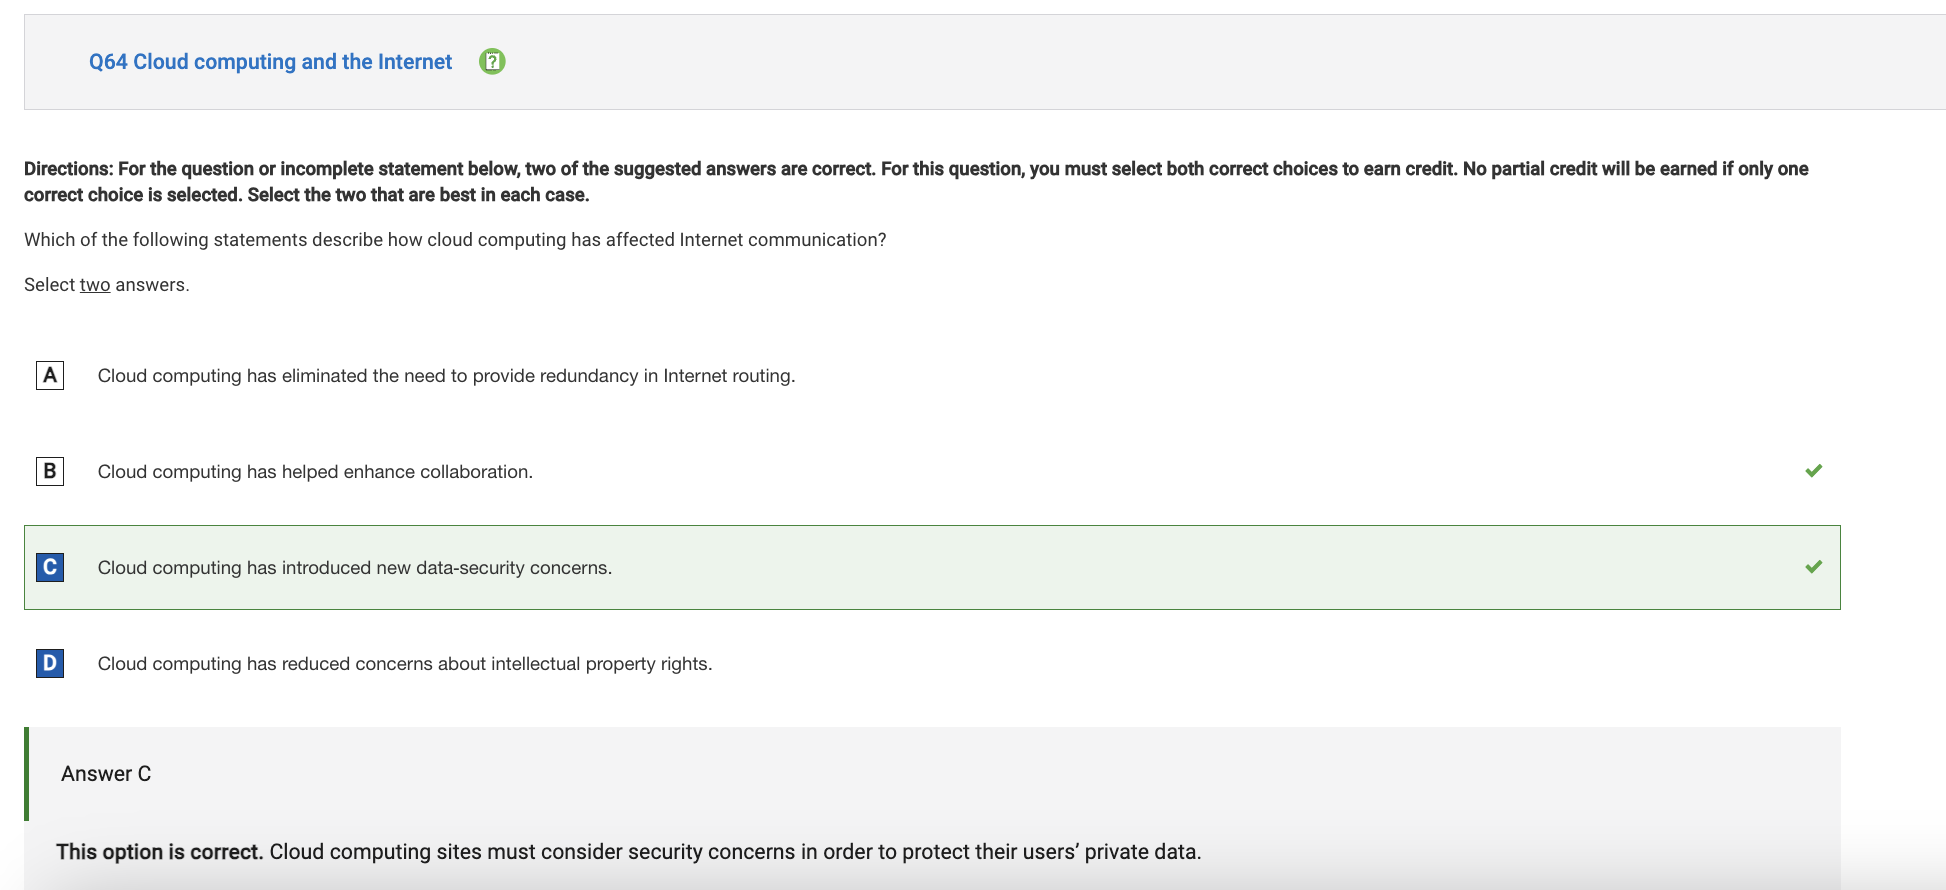 Q64 Cloud computing and the Internet
Directions: For the question or incomplete statement below, two of the suggested answers are correct. For this question, you must select both correct choices to earn credit. No partial credit will be earned if only one
correct choice is selected. Select the two that are best in each case.
Which of the following statements describe how cloud computing has affected Internet communication?
Select two answers.
A Cloud computing has eliminated the need to provide redundancy in Internet routing.
B Cloud computing has helped enhance collaboration.
C Cloud computing has introduced new data-security concerns.
D Cloud computing has reduced concerns about intellectual property rights.
Answer C
This option is correct. Cloud computing sites must consider security concerns in order to protect their users’ private data.